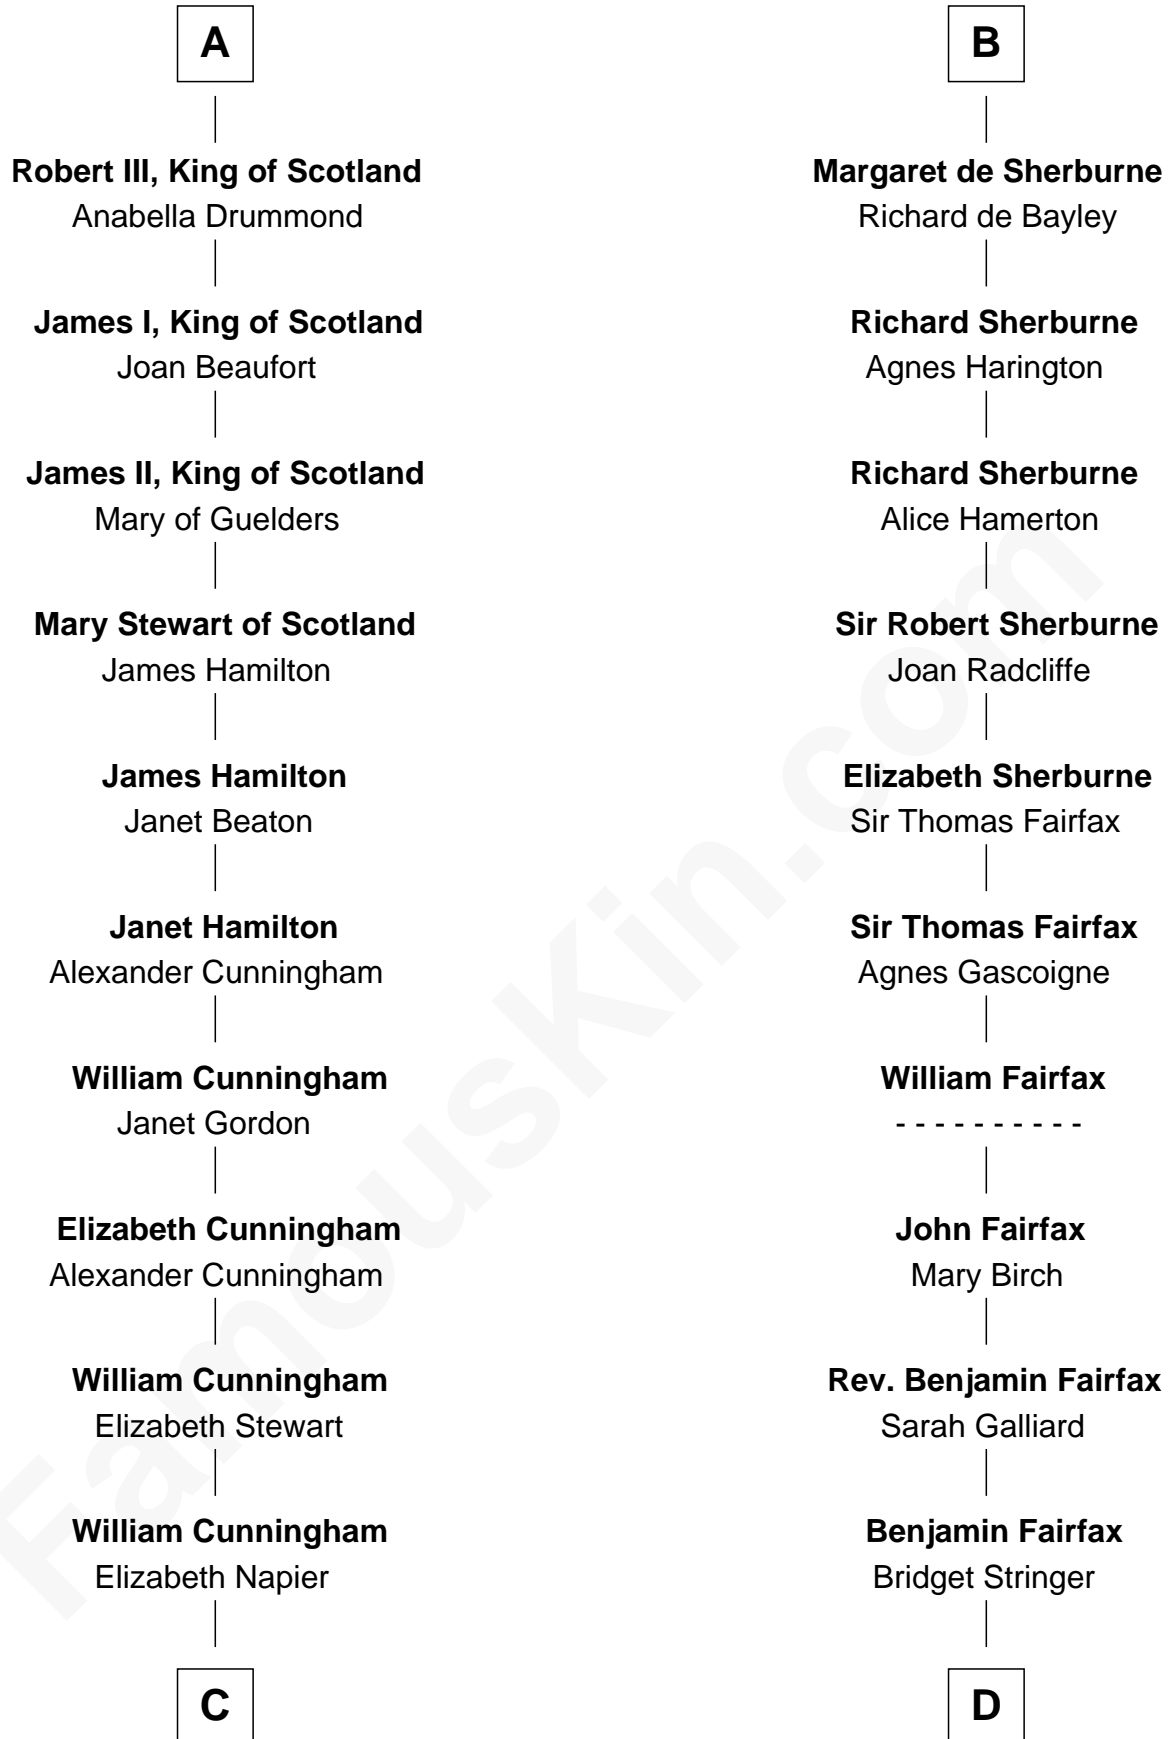 A
Robert III, King of Scotland
Anabella Drummond
James I, King of Scotland
Joan Beaufort
James II, King of Scotland
Mary of Guelders
Mary Stewart of Scotland
James Hamilton
James Hamilton
Janet Beaton
Janet Hamilton
Alexander Cunningham
William Cunningham
Janet Gordon
Elizabeth Cunningham
Alexander Cunningham
William Cunningham
Elizabeth Stewart
William Cunningham
Elizabeth Napier
C
B
Margaret de Sherburne
Richard de Bayley
Richard Sherburne
Agnes Harington
Richard Sherburne
Alice Hamerton
Sir Robert Sherburne
Joan Radcliffe
Elizabeth Sherburne
Sir Thomas Fairfax
Sir Thomas Fairfax
Agnes Gascoigne
William Fairfax
- - - - - - - - - -
John Fairfax
Mary Birch
Rev. Benjamin Fairfax
Sarah Galliard
Benjamin Fairfax
Bridget Stringer
D
FamousKin.com